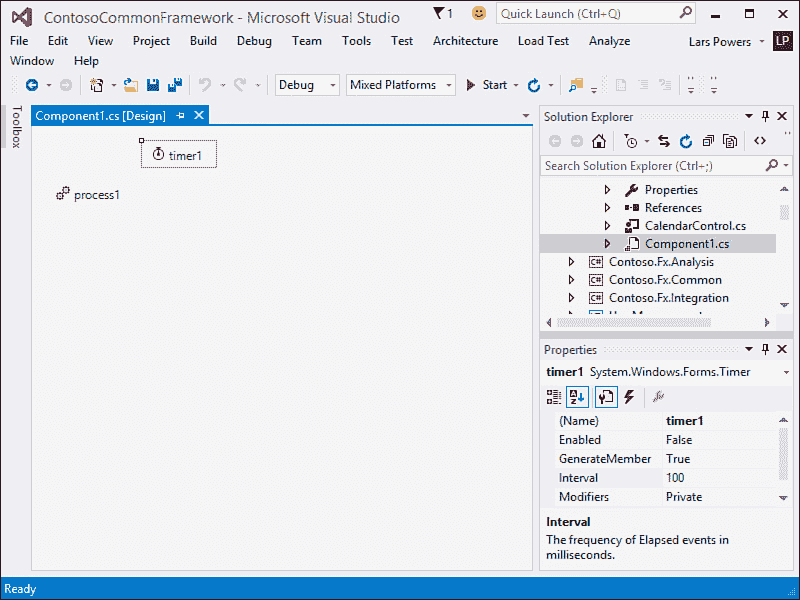 ContosoCommonFramework - Microsoft Visual Studio
1
Quick Launch (Ctrl+Q)
File Edit View Project Build Debug Team Tools Test Architecture Load Test Analyze
Lars Powers
LP
Window Help
Debug
Mixed Platforms
Start
Toolbox
Component1.cs [Design]
timer1
process1
Solution Explorer
Search Solution Explorer (Ctrl+;)
Properties
References
CalendarControl.cs
Component1.cs
C# Contoso.Fx.Analysis
C# Contoso.Fx.Common
C# Contoso.Fx.Integration
Properties
timer1 System.Windows.Forms.Timer
(Name) timer1
Enabled False
GenerateMember True
Interval 100
Modifiers Private
Interval
The frequency of Elapsed events in
milliseconds.
Ready